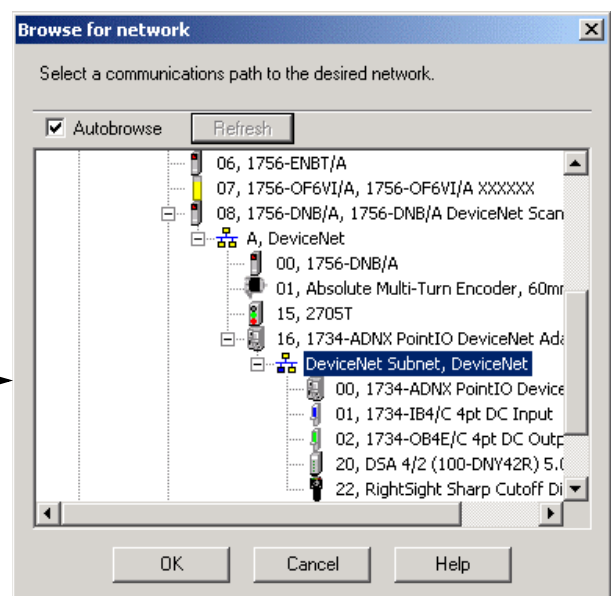 Browse for network
Select a communications path to the desired network.
Autobrowse
Refresh
06, 1756-ENBT/A
07, 1756-OF6VI/A, 1756-OF6VI/A XXXXXX
08, 1756-DNB/A, 1756-DNB/A DeviceNet Scan
A, DeviceNet
00, 1756-DNB/A
01, Absolute Multi-Turn Encoder, 60mm
15, 2705T
16, 1734-ADNX PointIO DeviceNet Ada
DeviceNet Subnet, DeviceNet
00, 1734-ADNX PointIO Device
01, 1734-IB4/C 4pt DC Input
02, 1734-OB4E/C 4pt DC Outp
20, DSA 4/2 (100-DNY42R) 5.0
22, RightSight Sharp Cutoff Di
OK
Cancel
Help